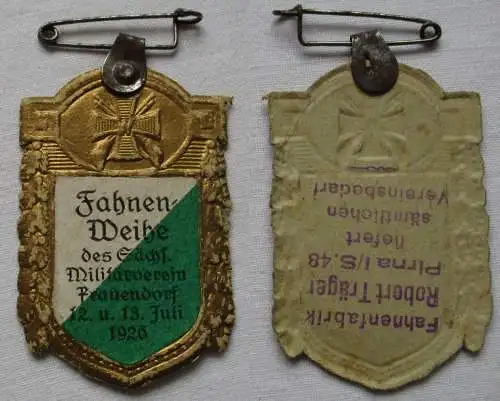 Fahnen-
Weihe
des Sächs.
Militärverein
Frauendorf
12. u. 13. Juli
1926
Fahnenfabrik
Robert Träger
Pirna i/S. 48
liefert
sämtlichen
Vereinsbedarf